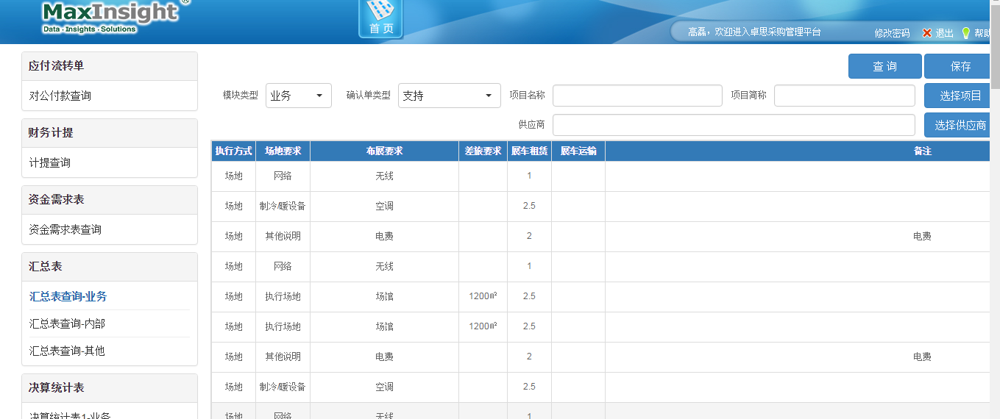 MaxInsight®
Data · Insights · Solutions
首 页
高磊，欢迎进入卓思采购管理平台
修改密码 退出 帮助
应付流转单
对公付款查询
财务计提
计提查询
资金需求表
资金需求表查询
汇总表
汇总表查询-业务
汇总表查询-内部
汇总表查询-其他
决算统计表
决算统计表1-业务
查 询 保存
模块类型 业务 确认单类型 支持 项目名称 项目简称 选择项目
供应商 选择供应商
执行方式 场地要求 布展要求 差旅要求 展车租赁 展车运输 备注
场地 网络 无线 1
场地 制冷/暖设备 空调 2.5
场地 其他说明 电费 2 电费
场地 网络 无线 1
场地 执行场地 场馆 1200㎡ 2.5
场地 执行场地 场馆 1200㎡ 2.5
场地 其他说明 电费 2 电费
场地 制冷/暖设备 空调 2.5
场地 网络 无线 1